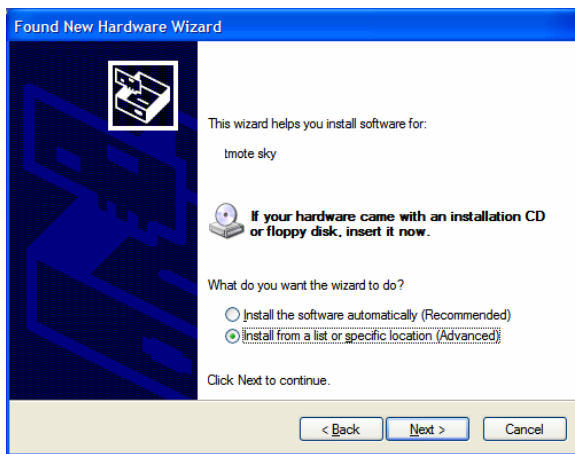 Found New Hardware Wizard
This wizard helps you install software for:
tmote sky
If your hardware came with an installation CD
or floppy disk, insert it now.
What do you want the wizard to do?
Install the software automatically (Recommended)
Install from a list or specific location (Advanced)
Click Next to continue.
< Back
Next >
Cancel